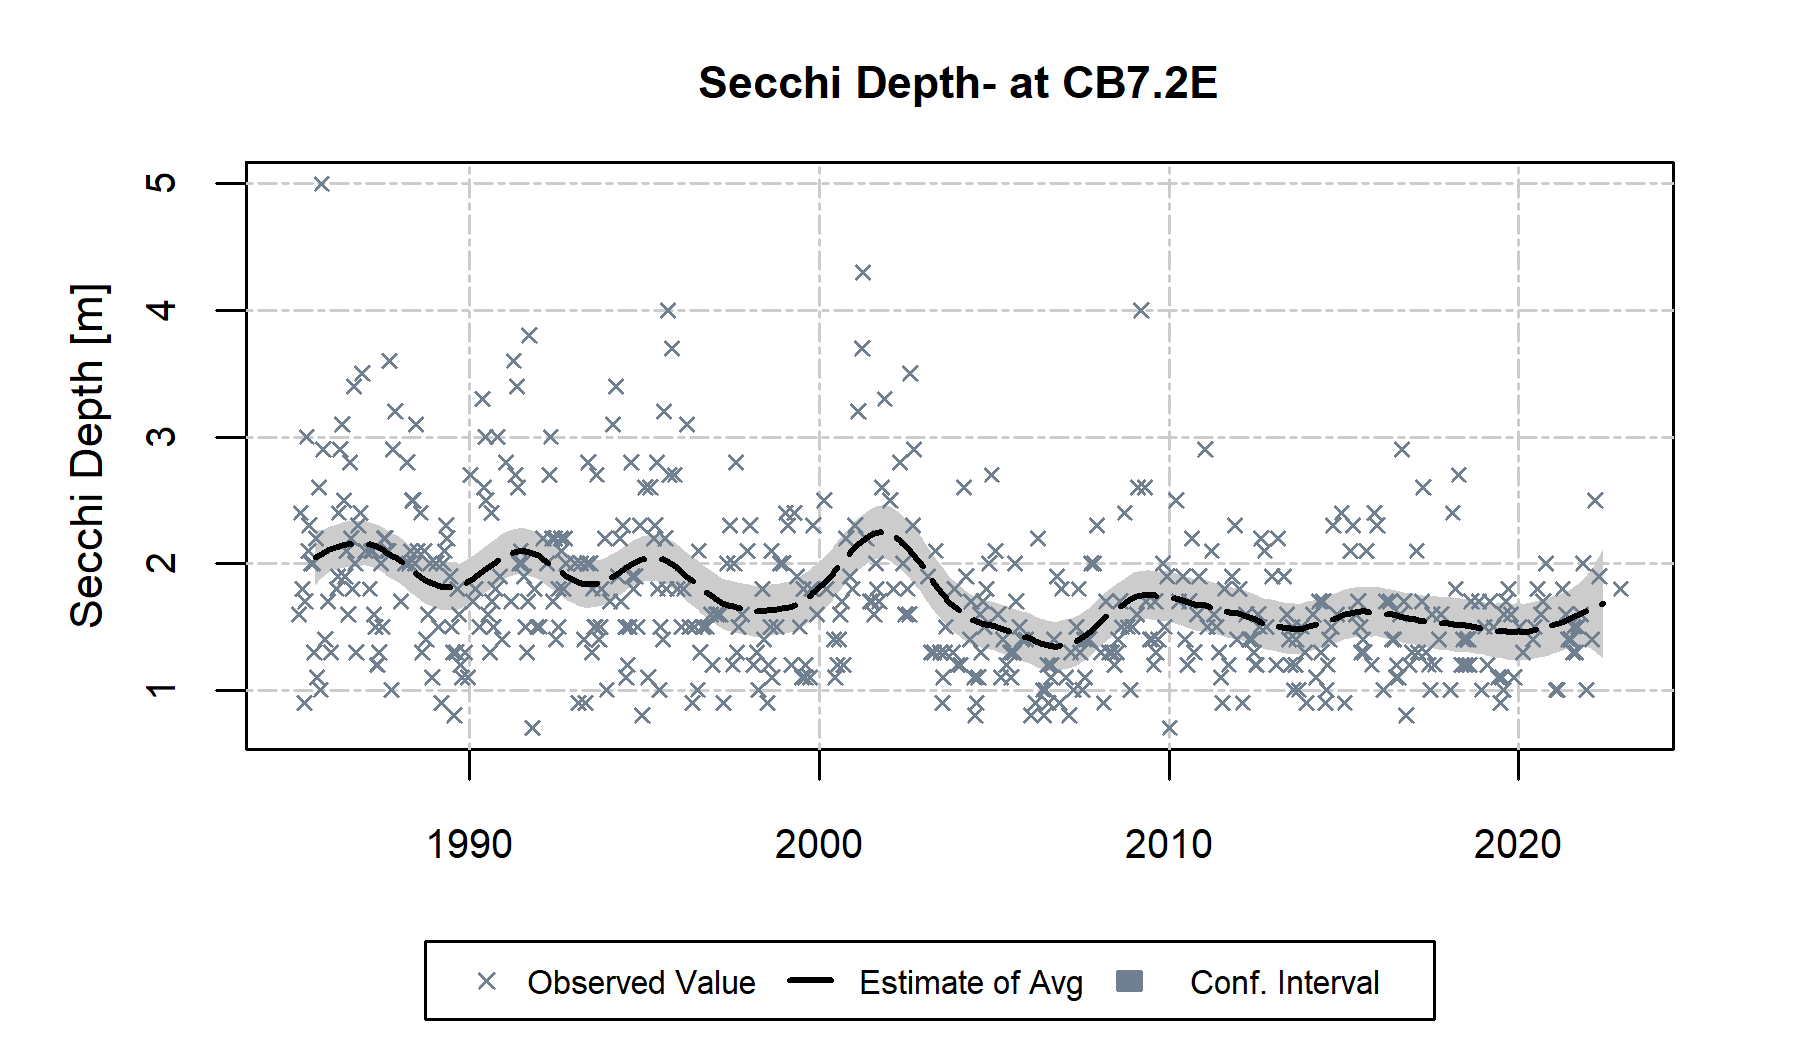 Secchi Depth- at CB7.2E
Secchi Depth [m]
5
4
3
2
1
1990 2000 2010 2020
Observed Value Estimate of Avg Conf. Interval